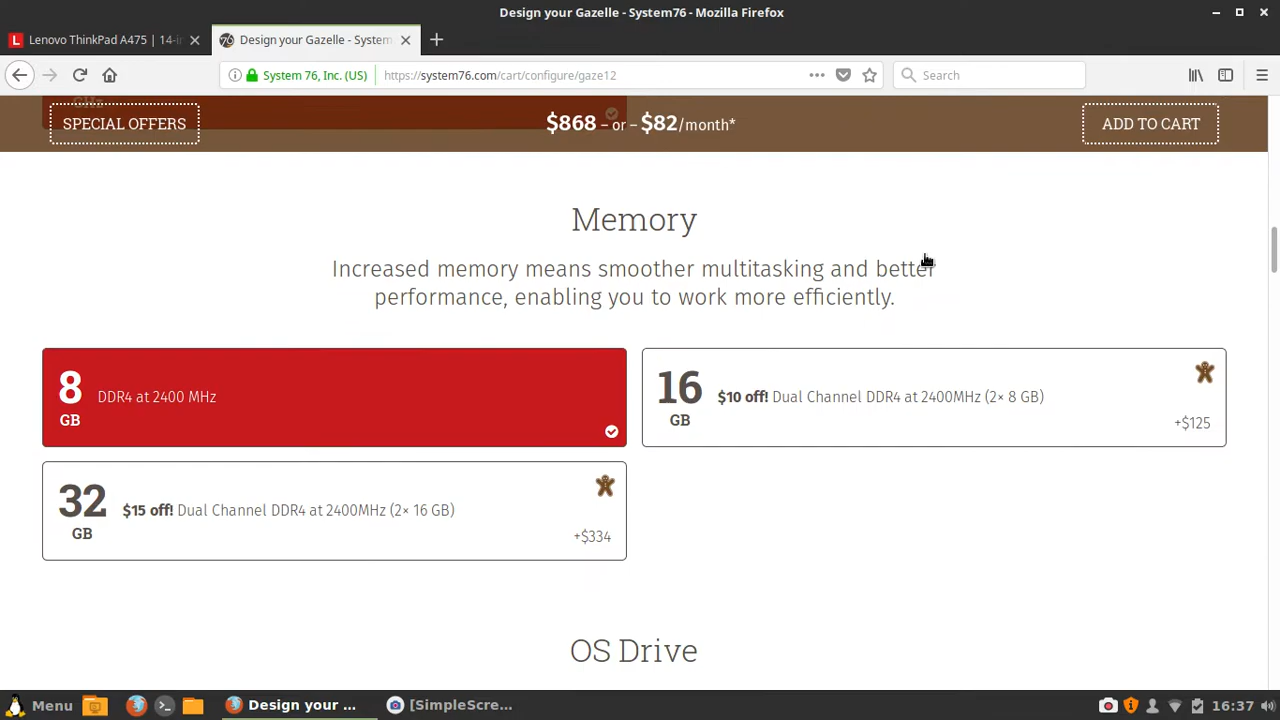 Design your Gazelle - System76 - Mozilla Firefox
Lenovo ThinkPad A475 | 14-i
Design your Gazelle - System
System 76, Inc. (US)
https://system76.com/cart/configure/gaze12
Search
GHz
SPECIAL OFFERS
$868 – or – $82/month*
ADD TO CART
Memory
Increased memory means smoother multitasking and better
performance, enabling you to work more efficiently.
8
GB
DDR4 at 2400 MHz
16
GB
$10 off! Dual Channel DDR4 at 2400MHz (2× 8 GB)
+$125
32
GB
$15 off! Dual Channel DDR4 at 2400MHz (2× 16 GB)
+$334
OS Drive
Menu
Design your ...
[SimpleScre...
16:37